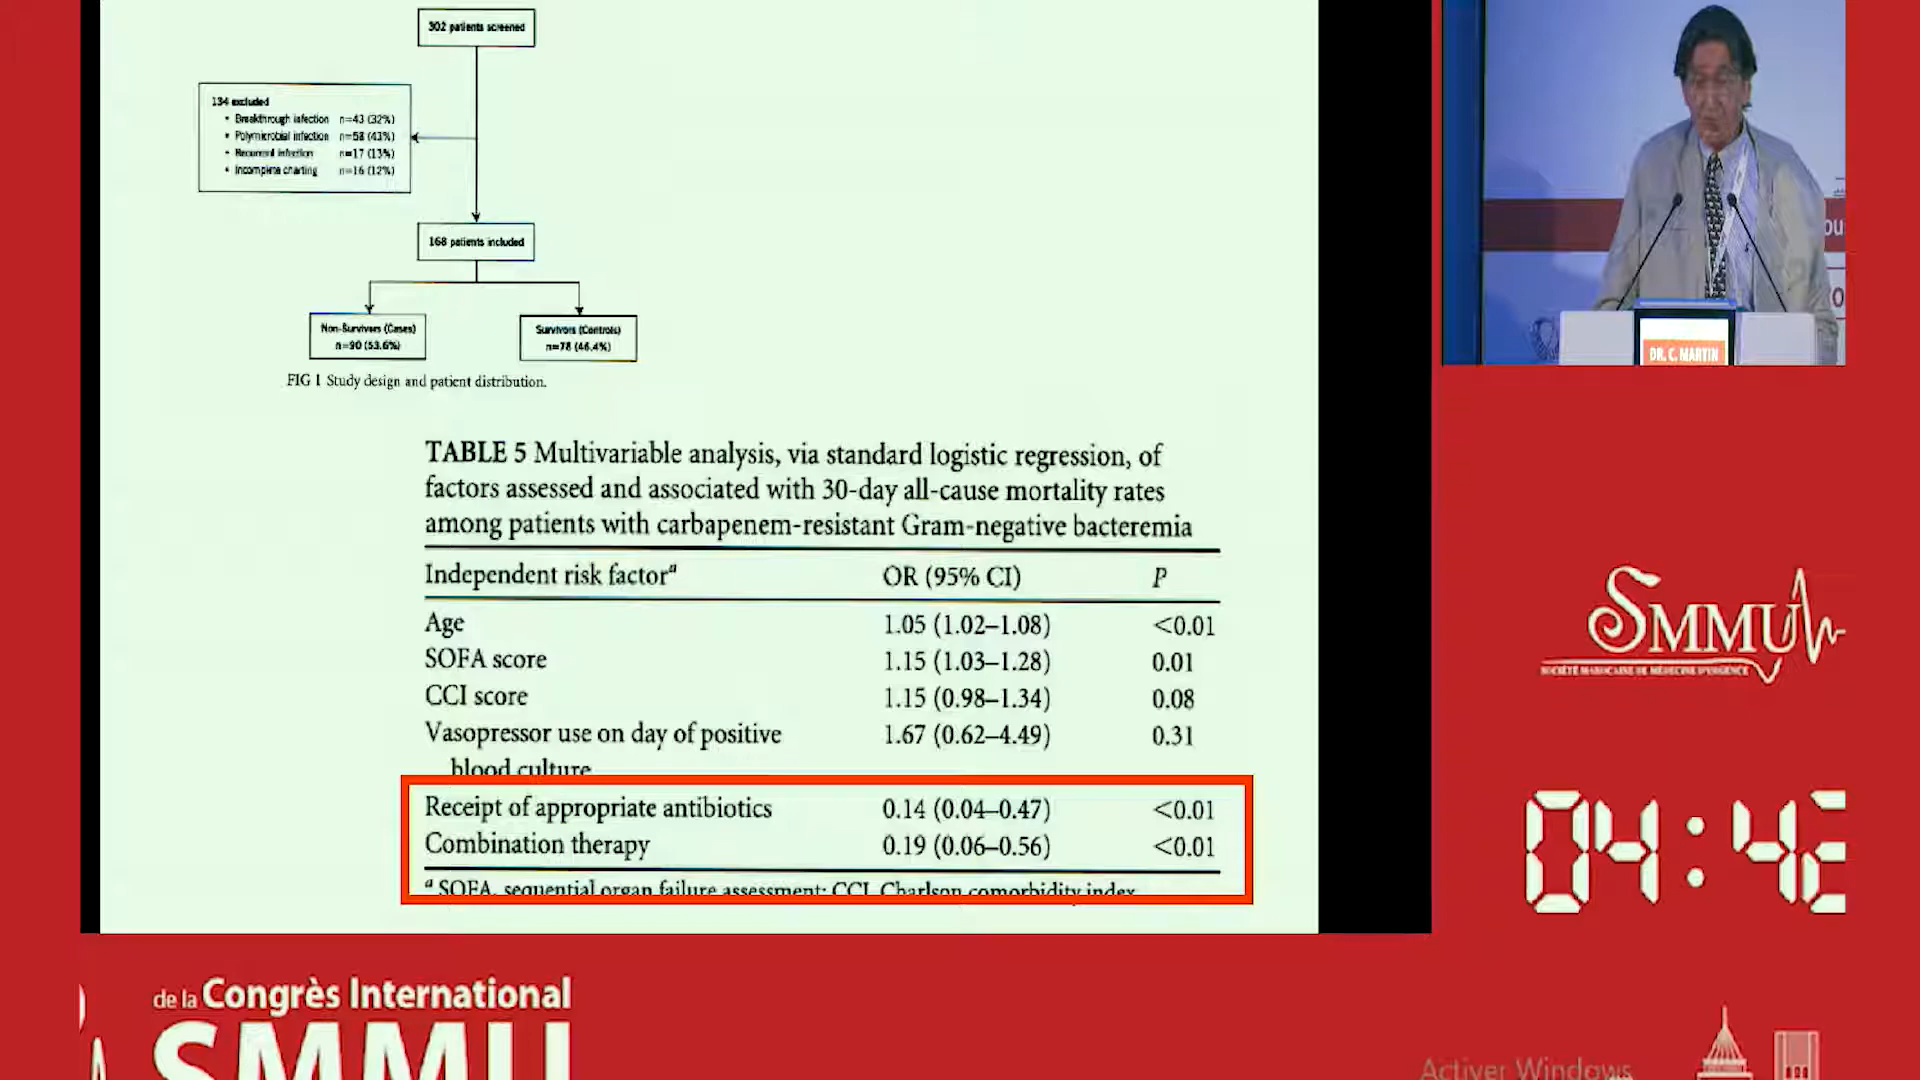 302 patients screened
134 excluded
• Breakthrough infection n=43 (32%)
• Polymicrobial infection n=58 (43%)
• Recurrent infection n=17 (13%)
• Incomplete charting n=16 (12%)
168 patients included
Non-Survivors (Cases)
n=90 (53.6%)
Survivors (Controls)
n=78 (46.4%)
FIG 1 Study design and patient distribution.
TABLE 5 Multivariable analysis, via standard logistic regression, of
factors assessed and associated with 30-day all-cause mortality rates
among patients with carbapenem-resistant Gram-negative bacteremia
Independent risk factorᵃ OR (95% CI) P
Age 1.05 (1.02–1.08) <0.01
SOFA score 1.15 (1.03–1.28) 0.01
CCI score 1.15 (0.98–1.34) 0.08
Vasopressor use on day of positive 1.67 (0.62–4.49) 0.31
blood culture
Receipt of appropriate antibiotics 0.14 (0.04–0.47) <0.01
Combination therapy 0.19 (0.06–0.56) <0.01
ᵃ SOFA, sequential organ failure assessment; CCI, Charlson comorbidity index
DR. C. MARTIN
SMMU
SOCIÉTÉ MAROCAINE DE MÉDECINE D'URGENCE
04:42
de la Congrès International
SMMU
Activer Windows